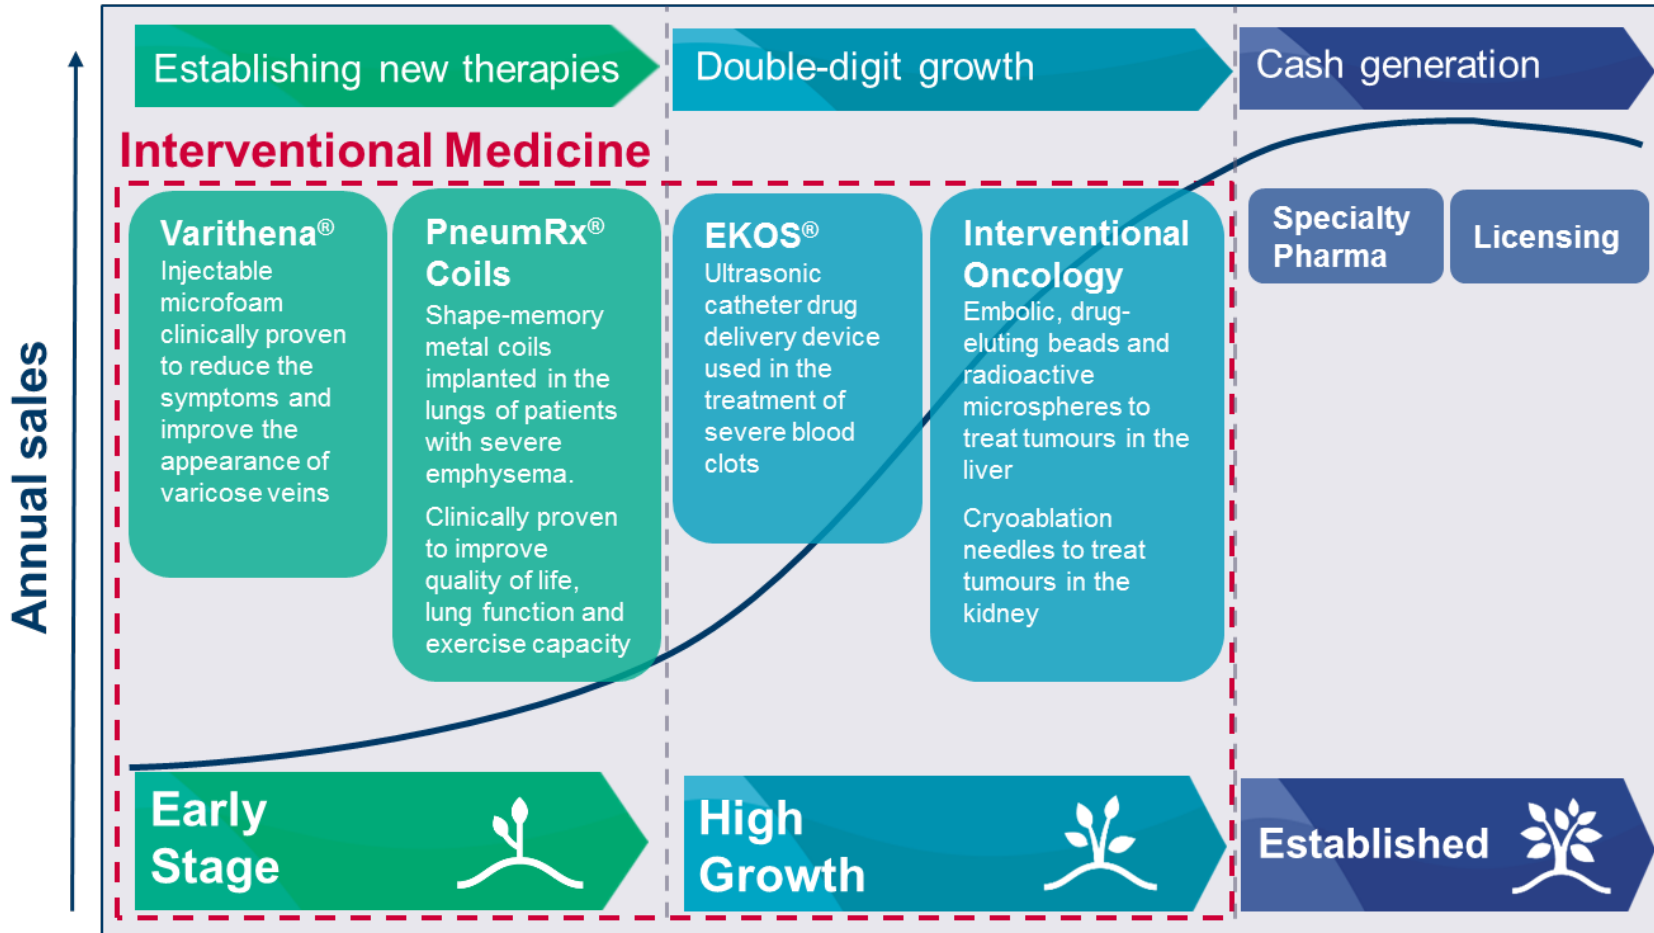 Establishing new therapies
Double-digit growth
Cash generation
Interventional Medicine
Annual sales
Varithena®
Injectable
microfoam
clinically proven
to reduce the
symptoms and
improve the
appearance of
varicose veins
PneumRx®
Coils
Shape-memory
metal coils
implanted in the
lungs of patients
with severe
emphysema.
Clinically proven
to improve
quality of life,
lung function and
exercise capacity
EKOS®
Ultrasonic
catheter drug
delivery device
used in the
treatment of
severe blood
clots
Interventional
Oncology
Embolic, drug-
eluting beads and
radioactive
microspheres to
treat tumours in the
liver
Cryoablation
needles to treat
tumours in the
kidney
Specialty
Pharma
Licensing
Early
Stage
High
Growth
Established